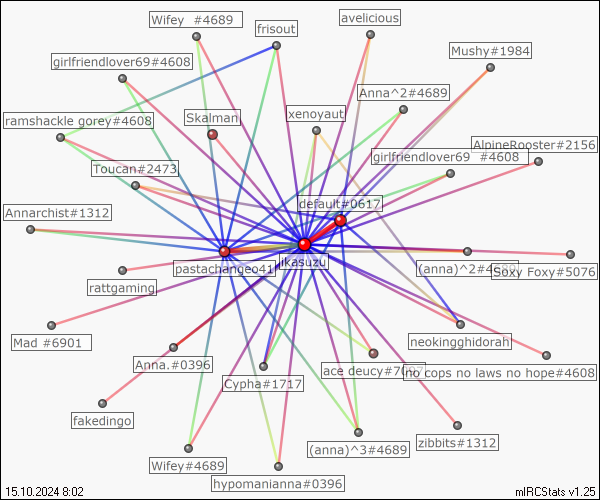 Wifey #4689
avelicious
frisout
Mushy#1984
girlfriendlover69#4608
Anna^2#4689
ramshackle gorey#4608
Skalman
xenoyaut
AlpineRooster#2156
girlfriendlover69 #4608
Toucan#2473
default#0617
Annarchist#1312
ikasuzu
pastachangeo41
(anna)^2#4
Soxy Foxy#5076
rattgaming
Mad #6901
neokingghidorah
Anna.#0396
ace deucy#7
no cops no laws no hope#4608
Cypha#1717
fakedingo
zibbits#1312
(anna)^3#4689
Wifey#4689
hypomanianna#0396
15.10.2024 8:02
mIRCStats v1.25